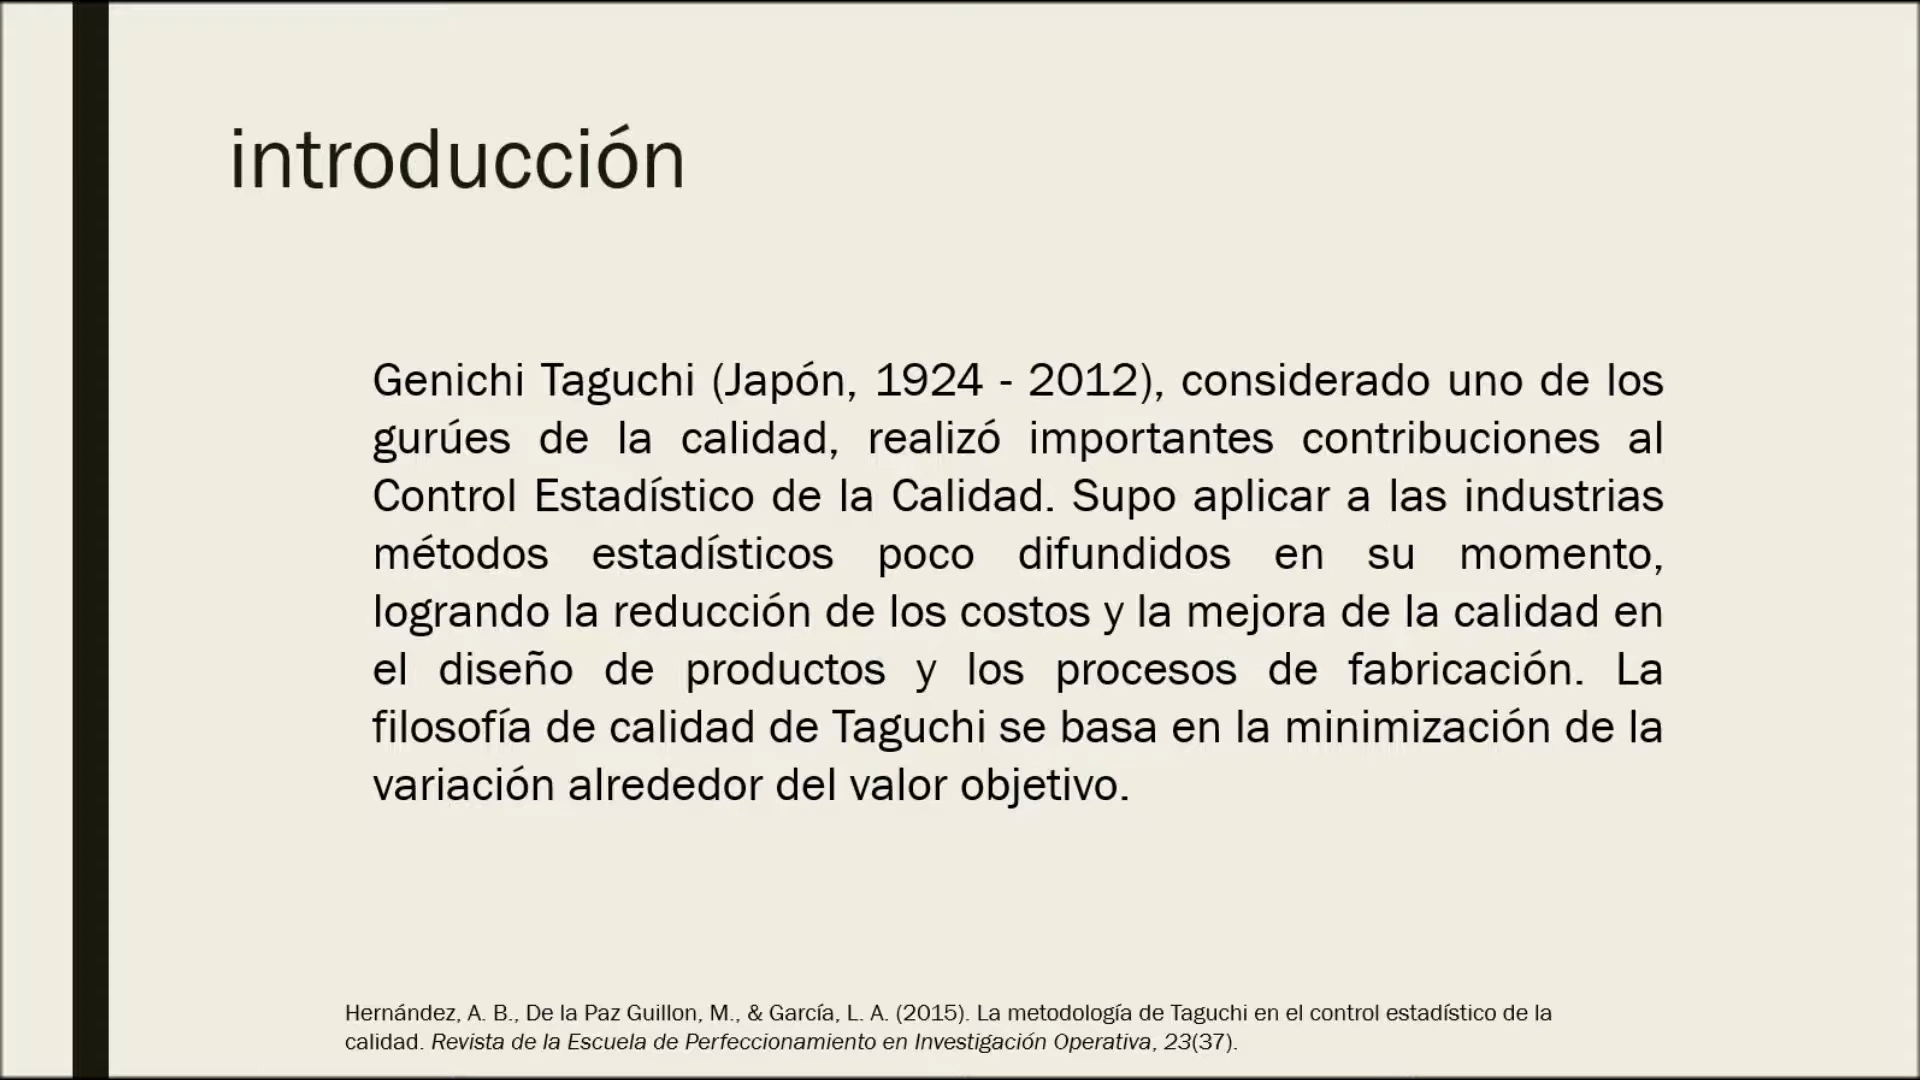 introducción
Genichi Taguchi (Japón, 1924 - 2012), considerado uno de los
gurúes de la calidad, realizó importantes contribuciones al
Control Estadístico de la Calidad. Supo aplicar a las industrias
métodos estadísticos poco difundidos en su momento,
logrando la reducción de los costos y la mejora de la calidad en
el diseño de productos y los procesos de fabricación. La
filosofía de calidad de Taguchi se basa en la minimización de la
variación alrededor del valor objetivo.
Hernández, A. B., De la Paz Guillon, M., & García, L. A. (2015). La metodología de Taguchi en el control estadístico de la
calidad. Revista de la Escuela de Perfeccionamiento en Investigación Operativa, 23(37).